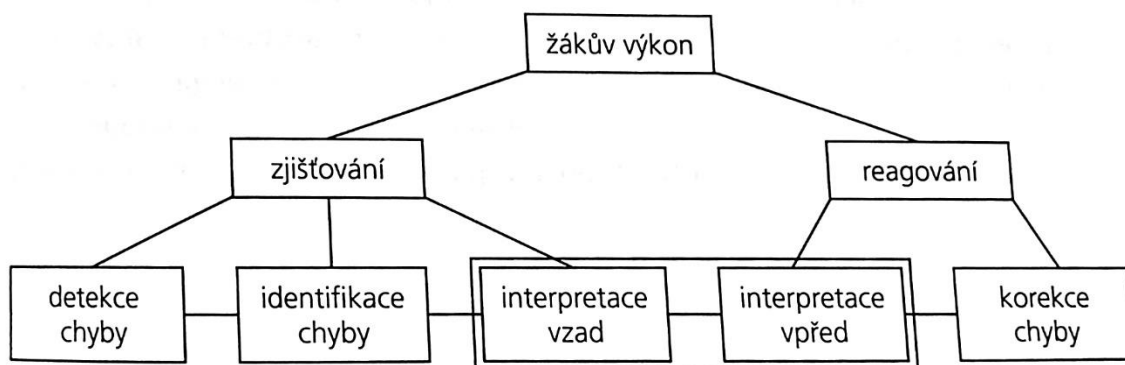 žákův výkon
zjišťování
reagování
detekce
chyby
identifikace
chyby
interpretace
vzad
interpretace
vpřed
korekce
chyby